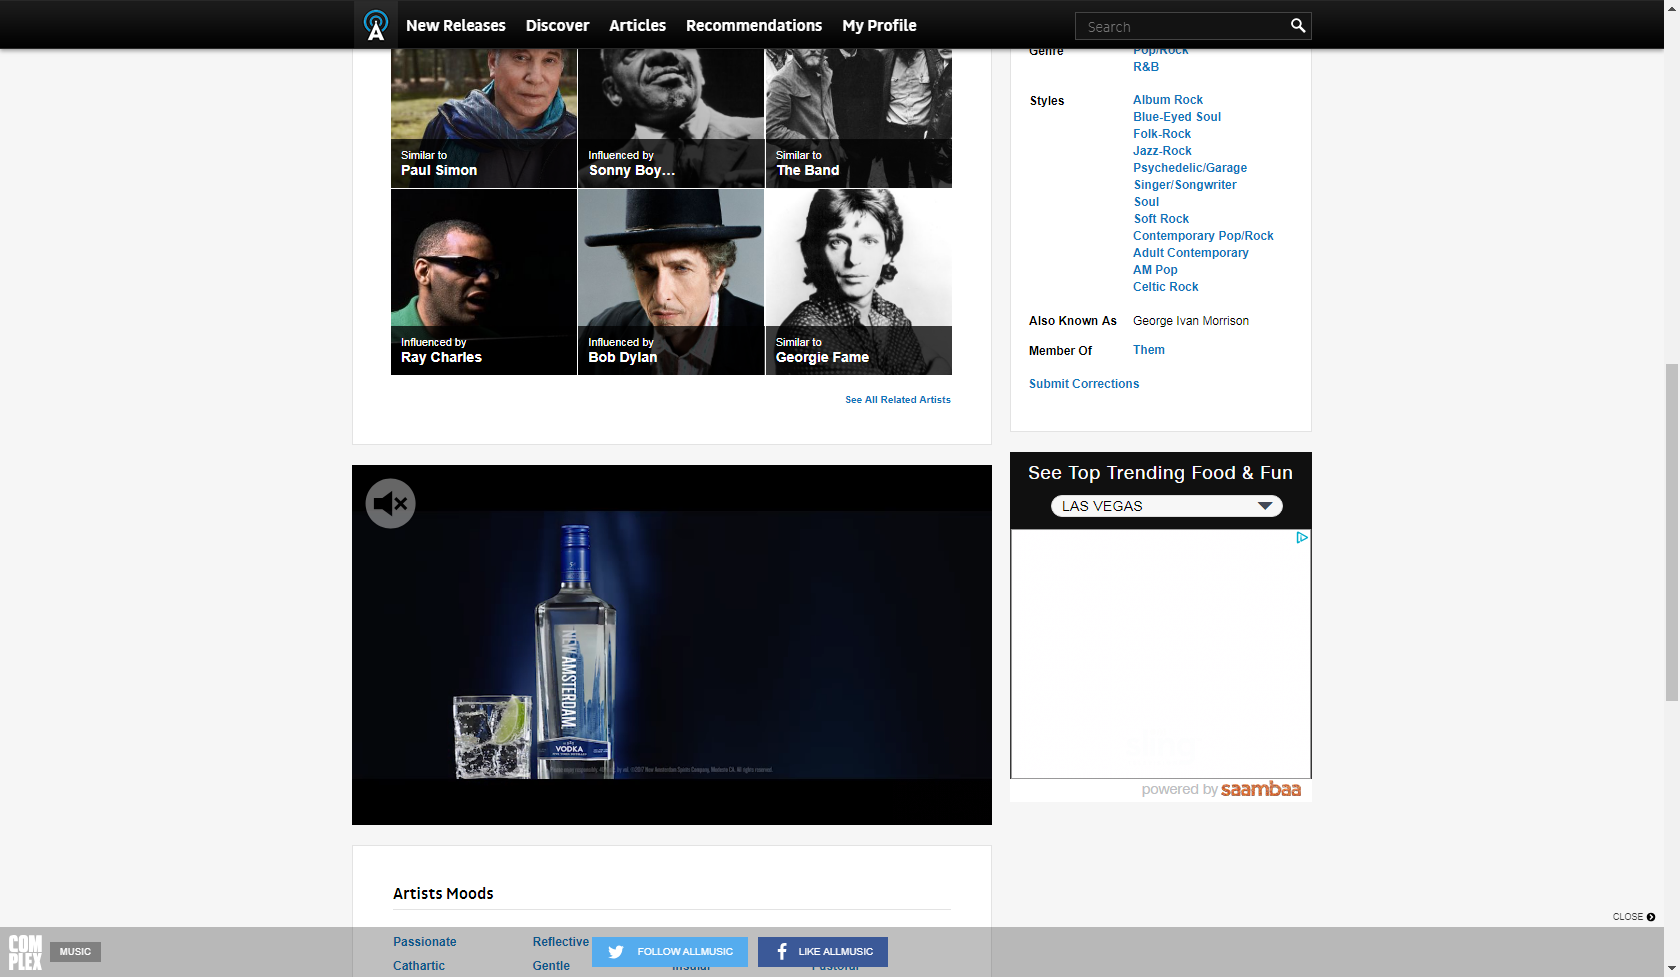 New Releases Discover Articles Recommendations My Profile Search
Similar to
Paul Simon
Influenced by
Sonny Boy...
Similar to
The Band
Influenced by
Ray Charles
Influenced by
Bob Dylan
Similar to
Georgie Fame
See All Related Artists
Genre Pop/Rock
R&B
Styles Album Rock
Blue-Eyed Soul
Folk-Rock
Jazz-Rock
Psychedelic/Garage
Singer/Songwriter
Soul
Soft Rock
Contemporary Pop/Rock
Adult Contemporary
AM Pop
Celtic Rock
Also Known As George Ivan Morrison
Member Of Them
Submit Corrections
NEW AMSTERDAM
VODKA
See Top Trending Food & Fun
LAS VEGAS
powered by saambaa
Artists Moods
Passionate Reflective
Cathartic Gentle Insular Pastoral
CLOSE
COMPLEX MUSIC
FOLLOW ALLMUSIC
LIKE ALLMUSIC